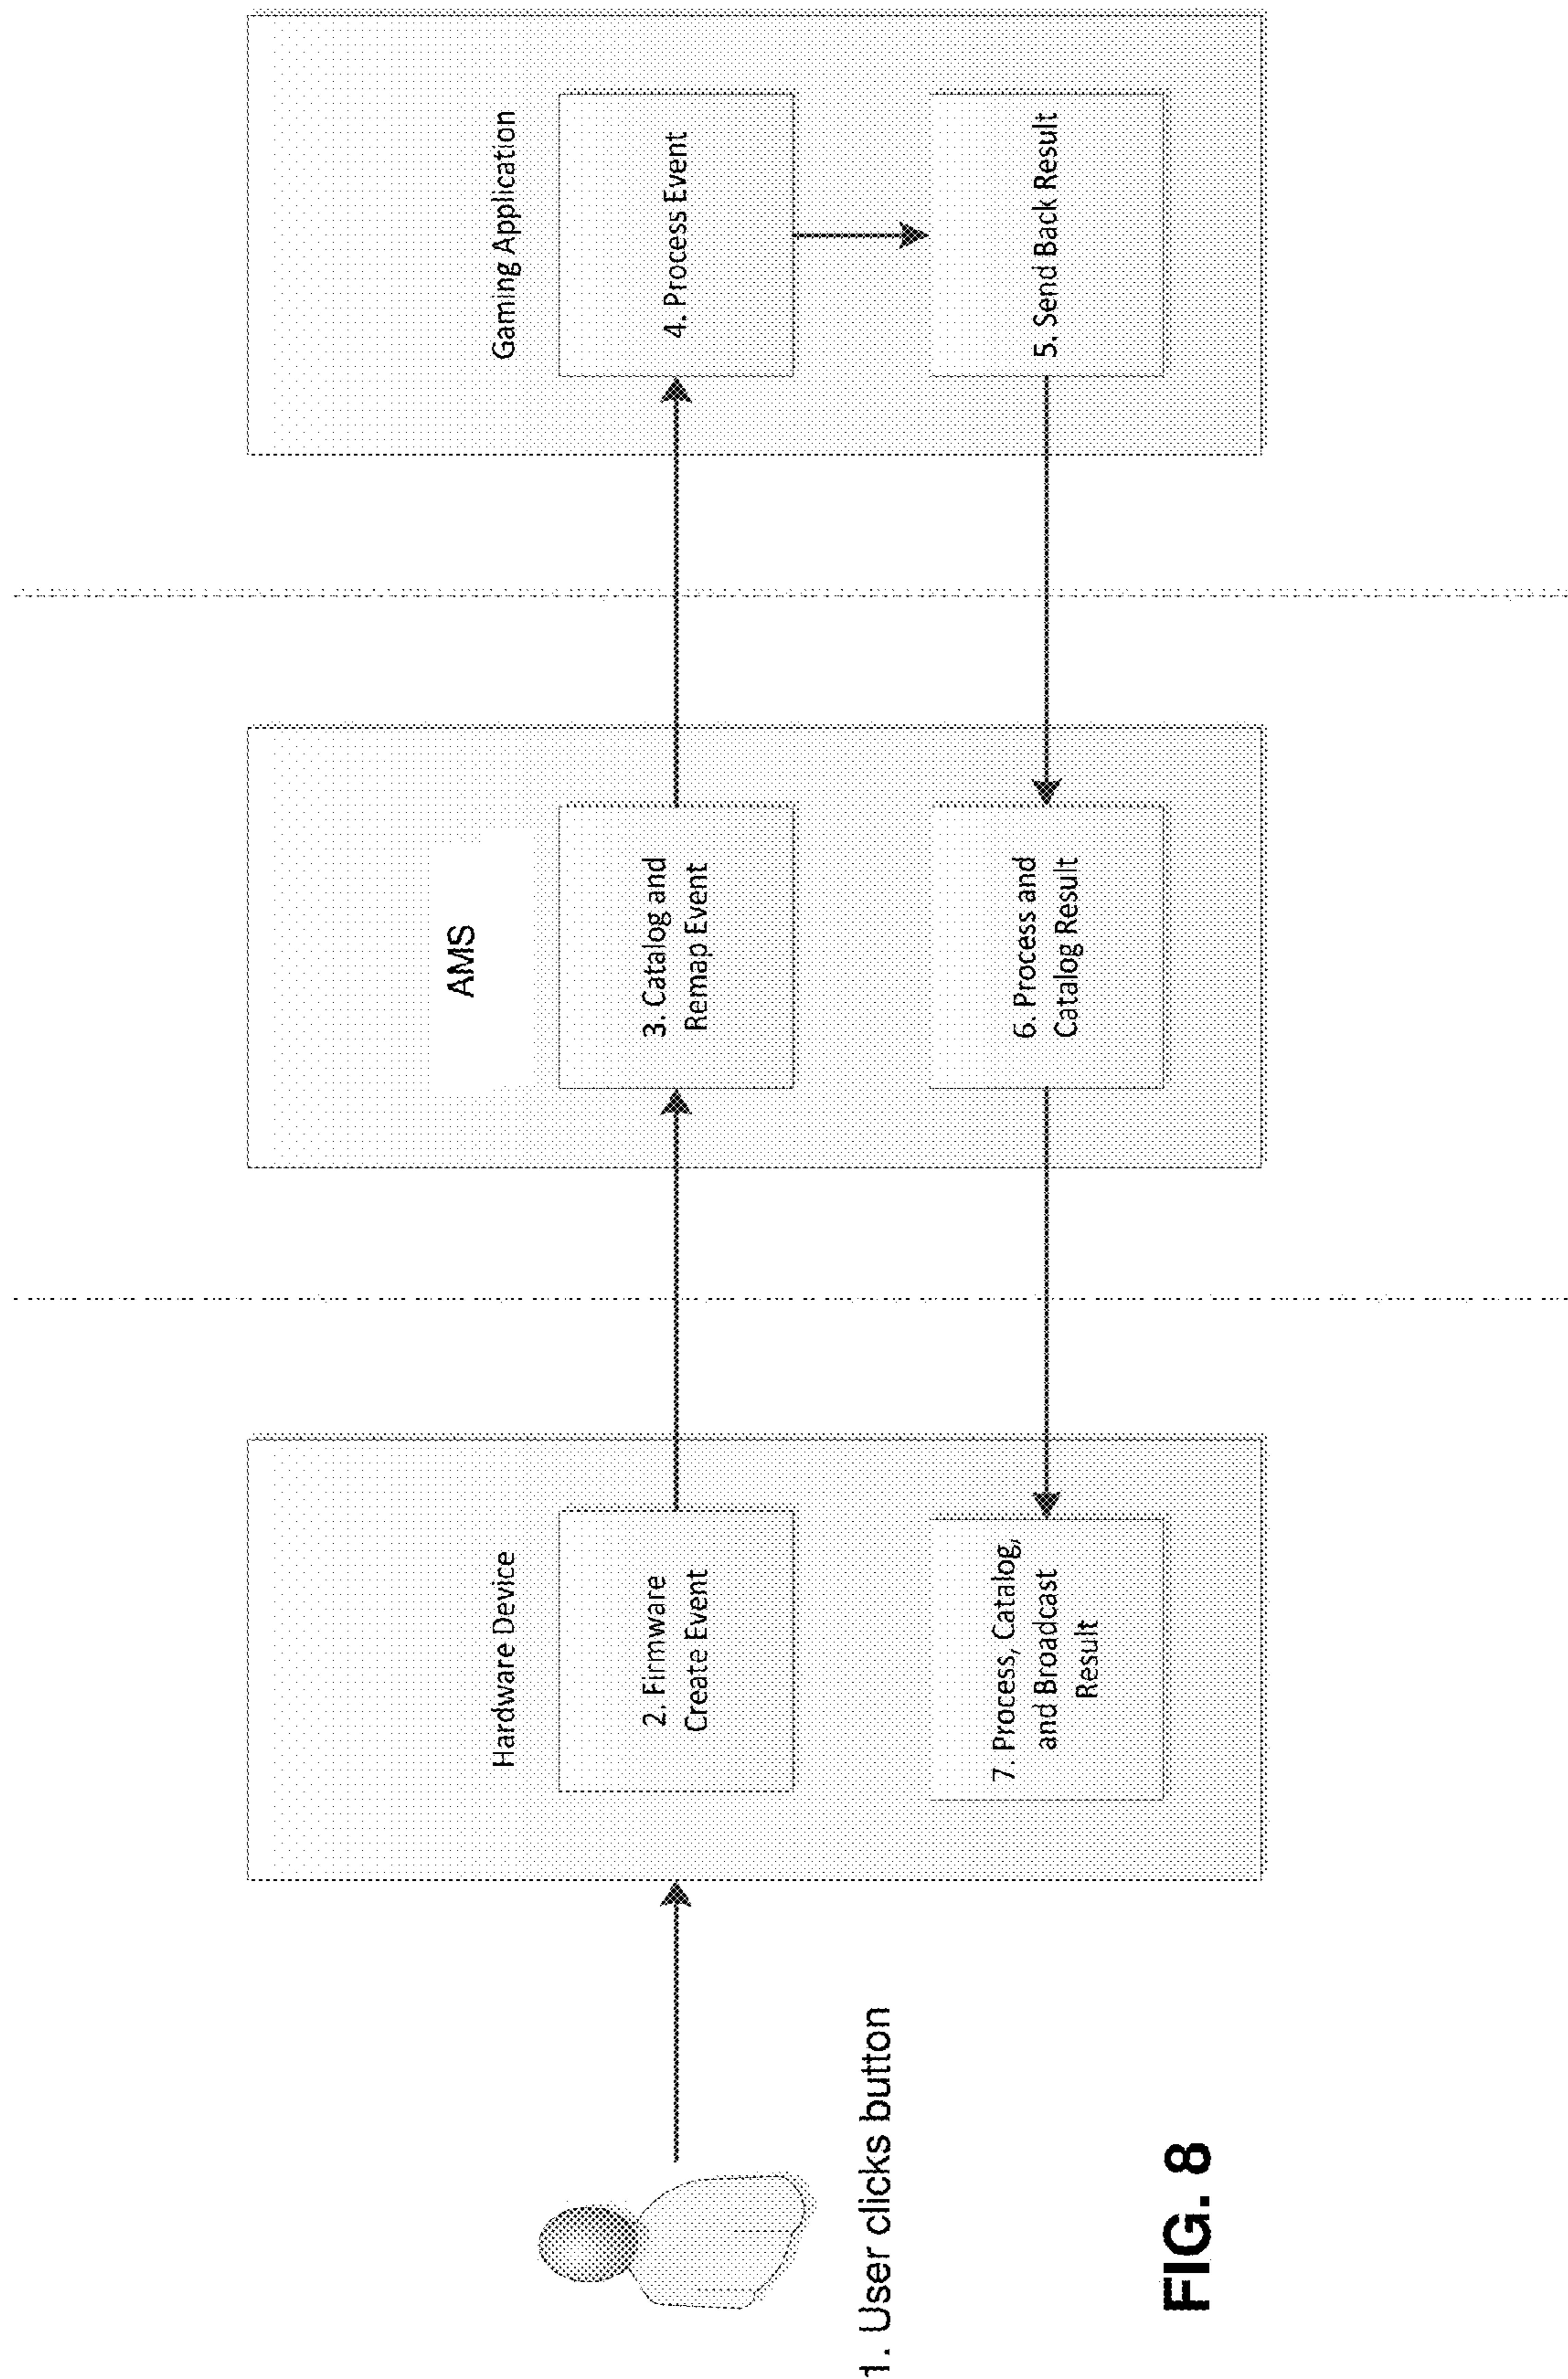 1. User clicks button
Hardware Device
2. Firmware
Create Event
7. Process, Catalog,
and Broadcast
Result
AMS
3. Catalog and
Remap Event
6. Process and
Catalog Result
Gaming Application
4. Process Event
5. Send Back Result
FIG. 8